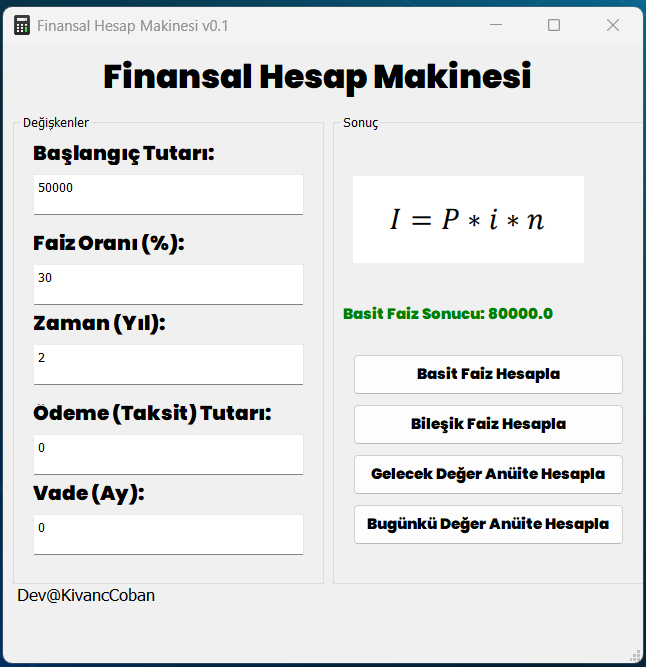 Finansal Hesap Makinesi v0.1
Finansal Hesap Makinesi
Değişkenler
Başlangıç Tutarı:
50000
Faiz Oranı (%):
30
Zaman (Yıl):
2
Ödeme (Taksit) Tutarı:
0
Vade (Ay):
0
Sonuç
I = P ∗ i ∗ n
Basit Faiz Sonucu: 80000.0
Basit Faiz Hesapla
Bileşik Faiz Hesapla
Gelecek Değer Anüite Hesapla
Bugünkü Değer Anüite Hesapla
Dev@KivancCoban